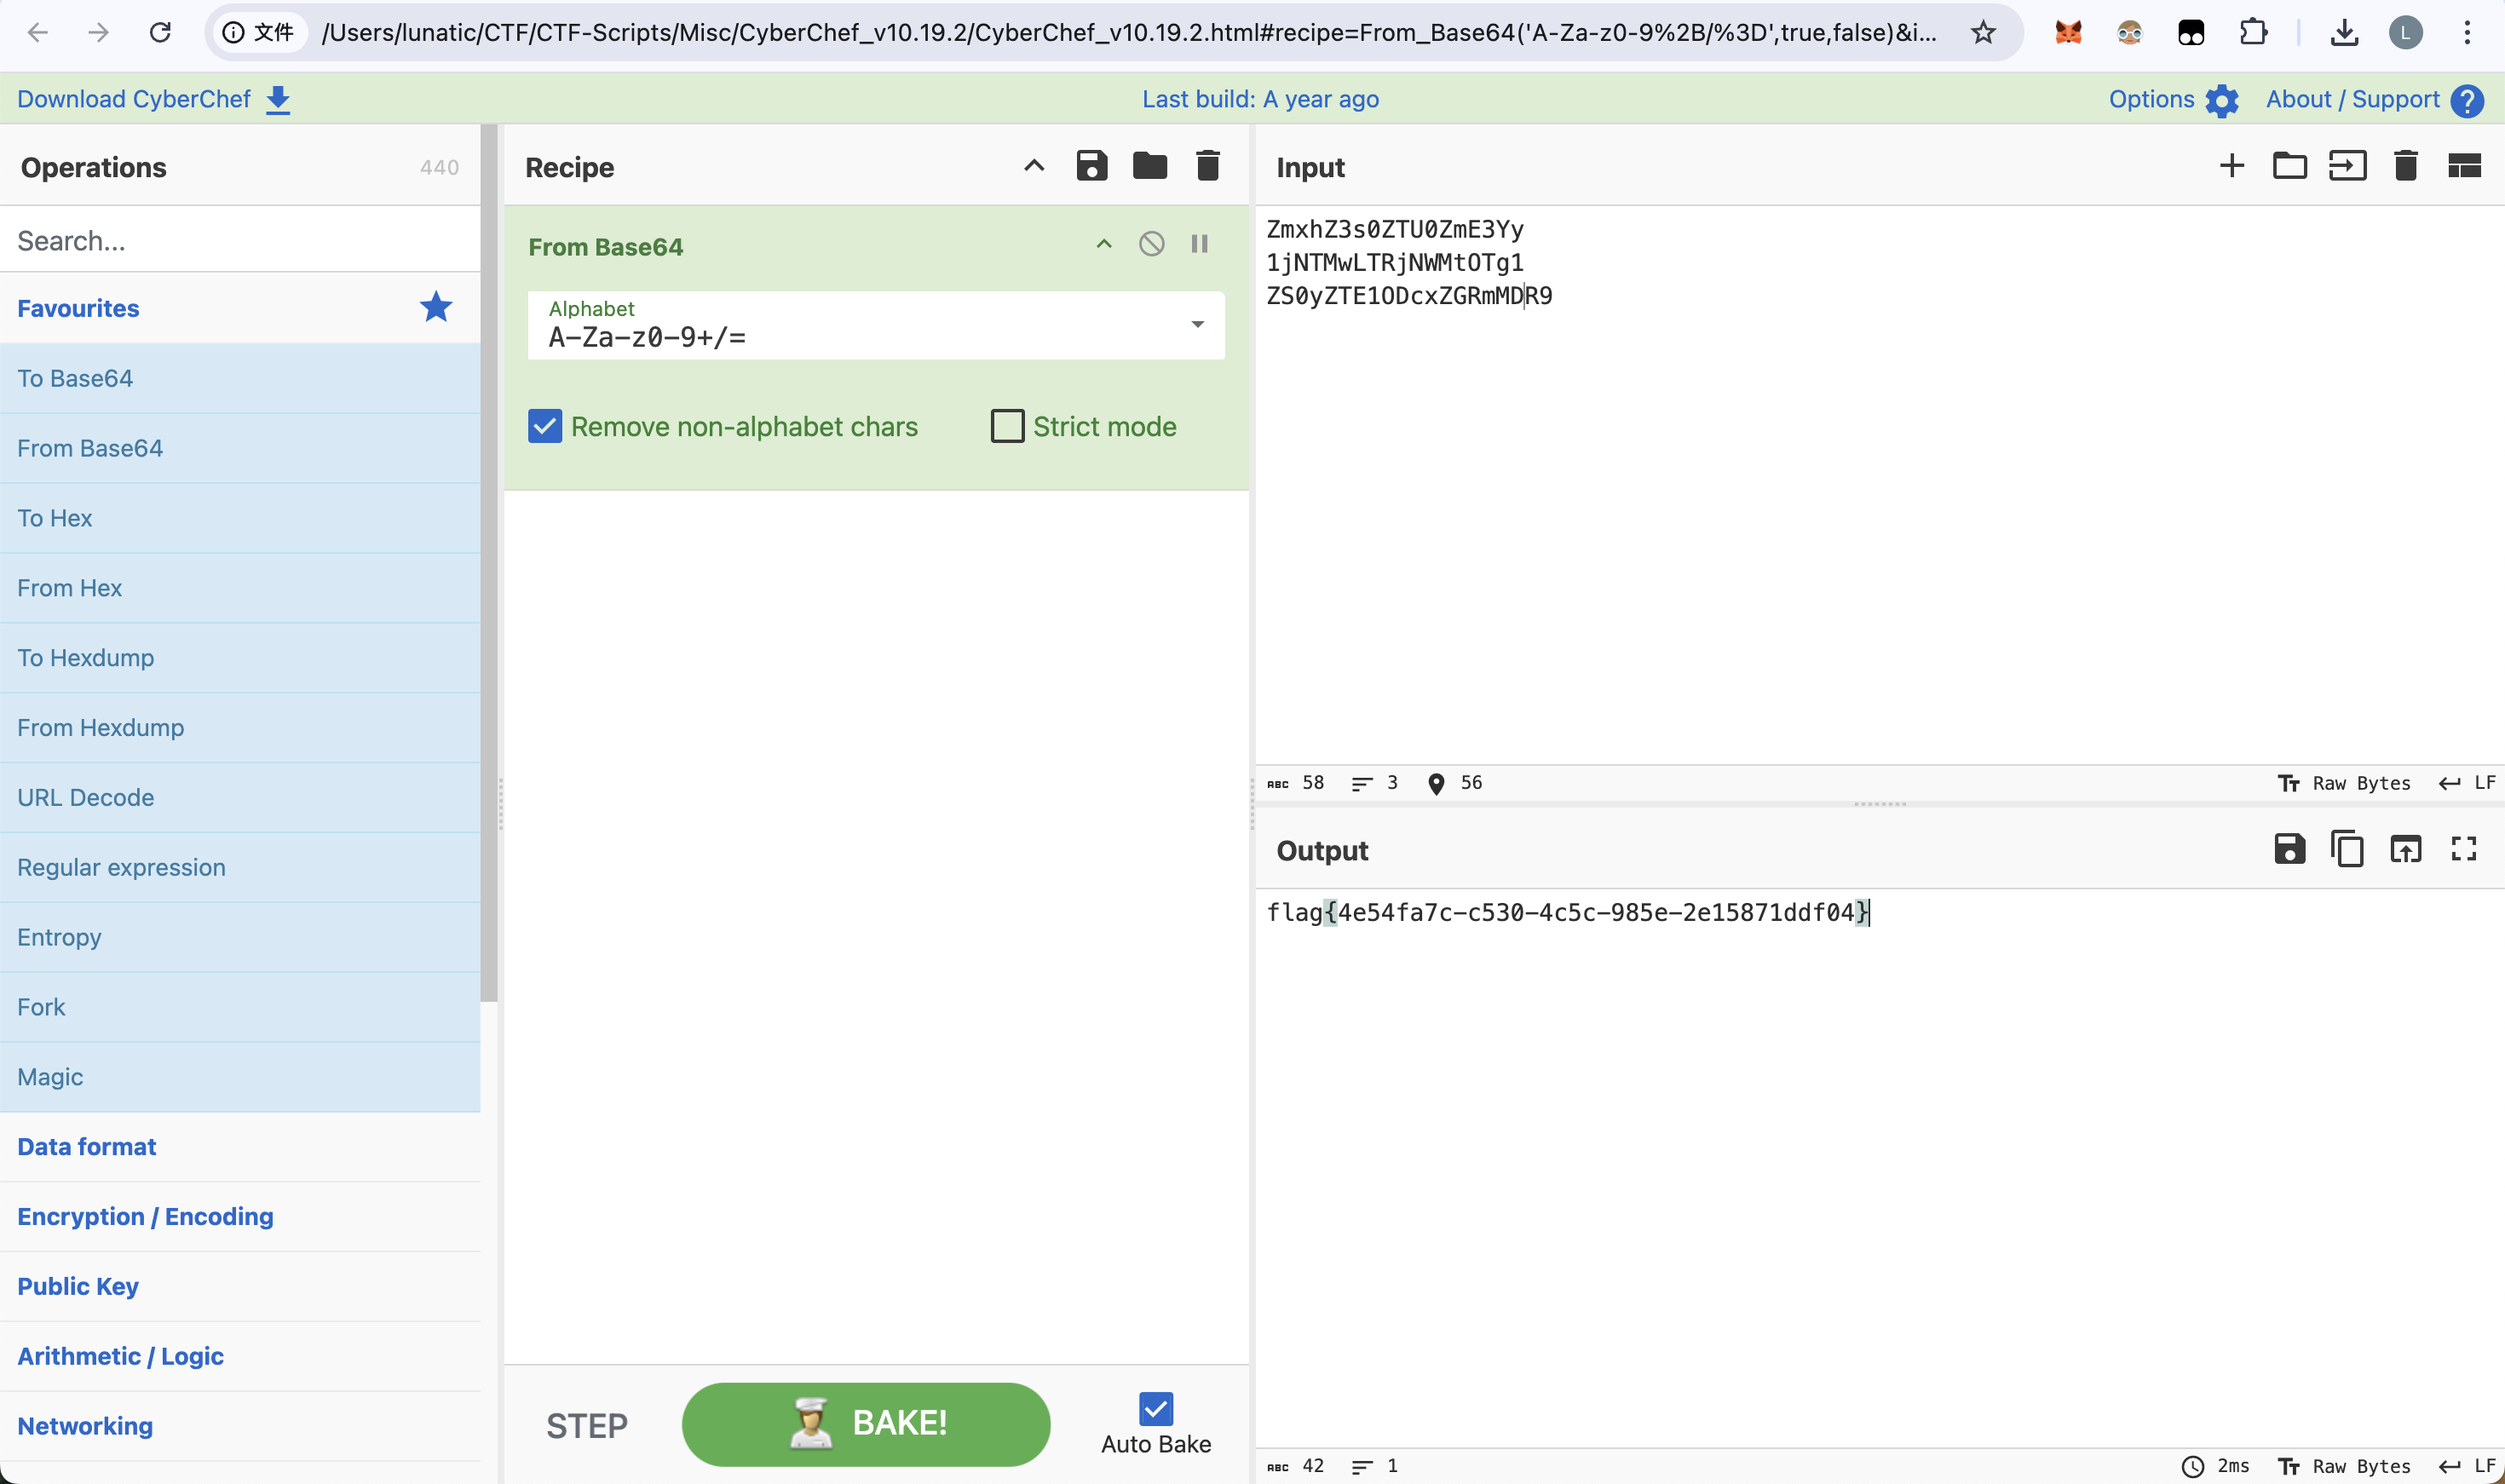 文件 /Users/lunatic/CTF/CTF-Scripts/Misc/CyberChef_v10.19.2/CyberChef_v10.19.2.html#recipe=From_Base64('A-Za-z0-9%2B/%3D',true,false)&i... L
Download CyberChef
Last build: A year ago
Options
About / Support ?
Operations 440
Search...
Favourites
To Base64
From Base64
To Hex
From Hex
To Hexdump
From Hexdump
URL Decode
Regular expression
Entropy
Fork
Magic
Data format
Encryption / Encoding
Public Key
Arithmetic / Logic
Networking
Recipe
From Base64
Alphabet
A-Za-z0-9+/=
Remove non-alphabet chars
Strict mode
STEP
BAKE!
Auto Bake
Input
ZmxhZ3s0ZTU0ZmE3Yy
1jNTMwLTRjNWMtOTg1
ZS0yZTE1ODcxZGRmMDR9
ABC 58 3 56 Raw Bytes LF
Output
flag{4e54fa7c-c530-4c5c-985e-2e15871ddf04}
ABC 42 1 2ms Raw Bytes LF